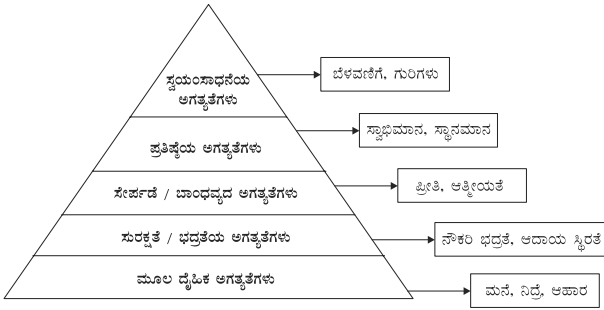 ಸ್ವಯಂಸಾಧನೆಯ
ಅಗತ್ಯತೆಗಳು
ಬೆಳವಣಿಗೆ, ಗುರಿಗಳು
ಪ್ರತಿಷ್ಠೆಯ ಅಗತ್ಯತೆಗಳು
ಸ್ವಾಭಿಮಾನ, ಸ್ಥಾನಮಾನ
ಸೇರ್ಪಡೆ / ಬಾಂಧವ್ಯದ ಅಗತ್ಯತೆಗಳು
ಪ್ರೀತಿ, ಆತ್ಮೀಯತೆ
ಸುರಕ್ಷತೆ / ಭದ್ರತೆಯ ಅಗತ್ಯತೆಗಳು
ನೌಕರಿ ಭದ್ರತೆ, ಆದಾಯ ಸ್ಥಿರತೆ
ಮೂಲ ದೈಹಿಕ ಅಗತ್ಯತೆಗಳು
ಮನೆ, ನಿದ್ರೆ, ಆಹಾರ